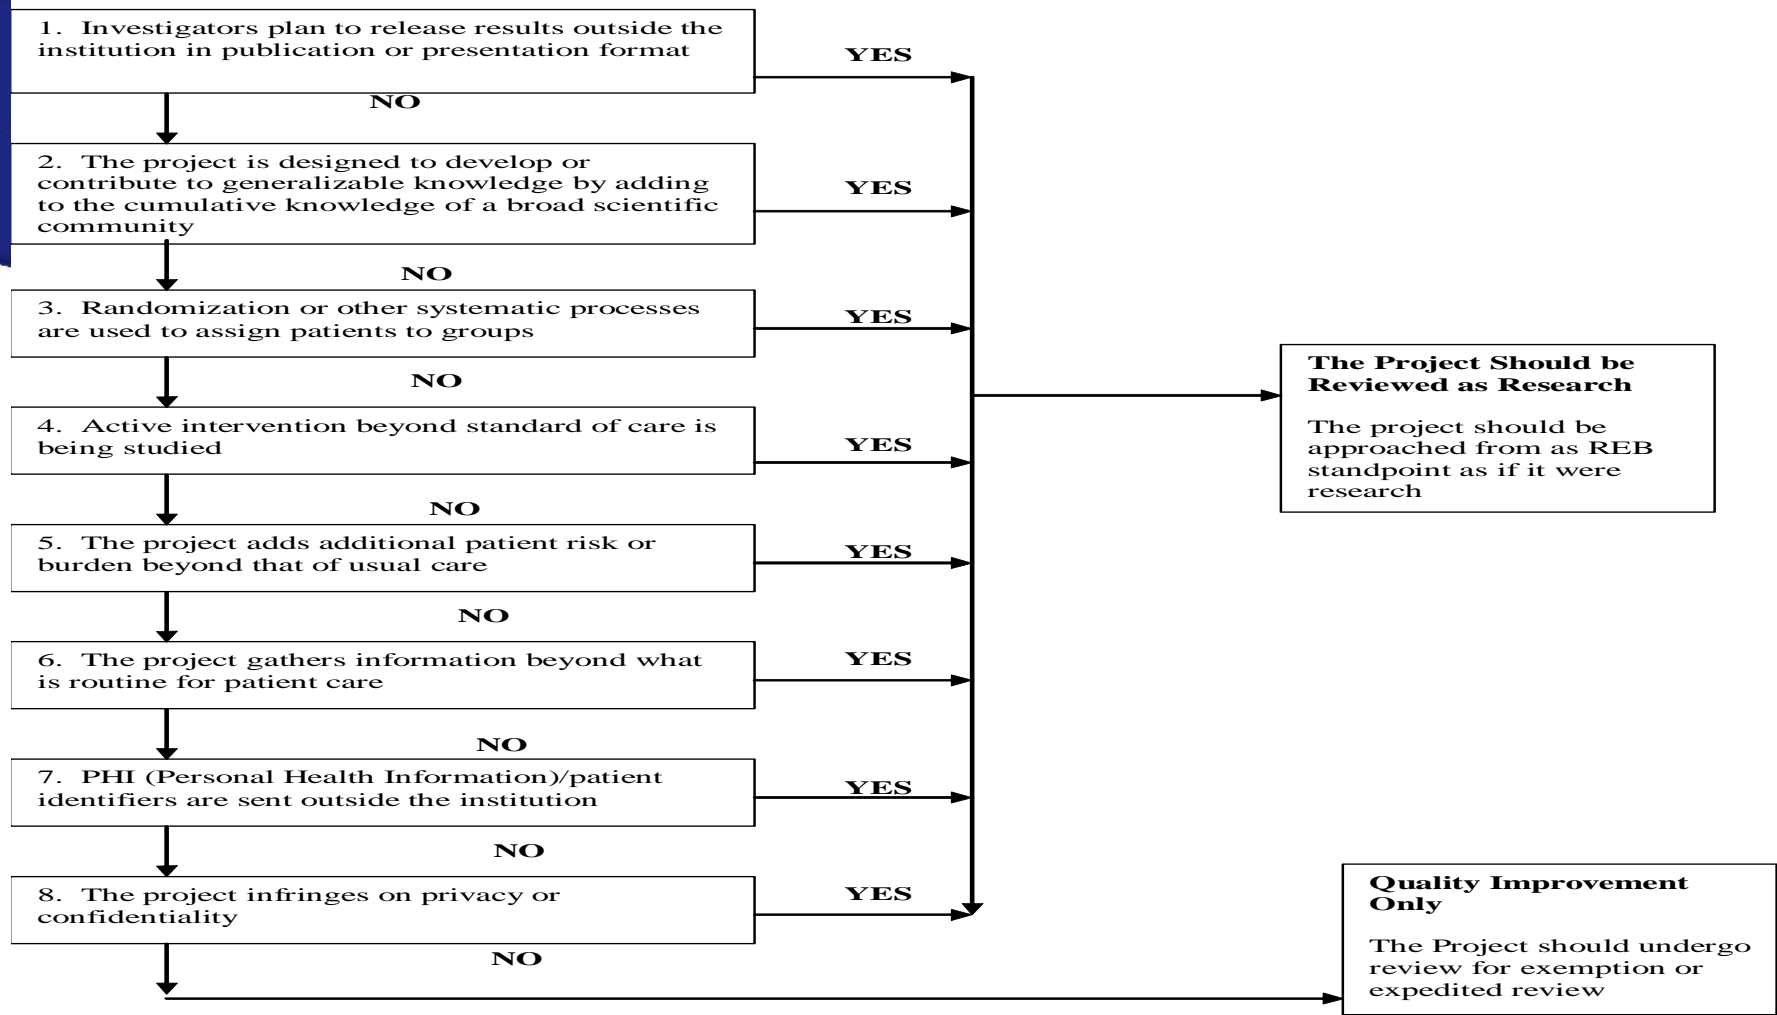 1. Investigators plan to release results outside the
institution in publication or presentation format
YES
NO
2. The project is designed to develop or
contribute to generalizable knowledge by adding
to the cumulative knowledge of a broad scientific
community
YES
NO
3. Randomization or other systematic processes
are used to assign patients to groups
YES
NO
4. Active intervention beyond standard of care is
being studied
YES
NO
5. The project adds additional patient risk or
burden beyond that of usual care
YES
NO
6. The project gathers information beyond what
is routine for patient care
YES
NO
7. PHI (Personal Health Information)/patient
identifiers are sent outside the institution
YES
NO
8. The project infringes on privacy or
confidentiality
YES
NO
The Project Should be
Reviewed as Research
The project should be
approached from as REB
standpoint as if it were
research
Quality Improvement
Only
The Project should undergo
review for exemption or
expedited review